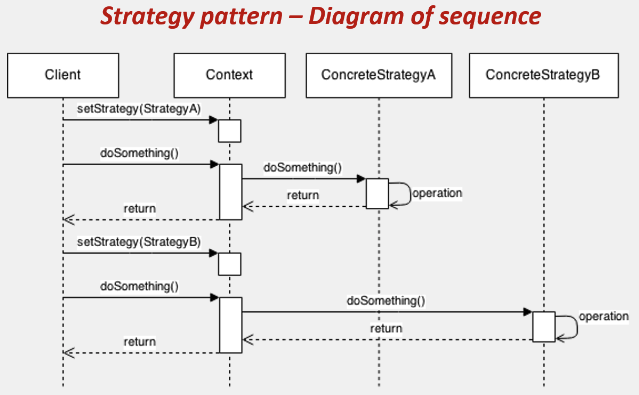 Strategy pattern – Diagram of sequence
Client
Context
ConcreteStrategyA
ConcreteStrategyB
setStrategy(StrategyA)
doSomething()
doSomething()
operation
return
return
setStrategy(StrategyB)
doSomething()
doSomething()
operation
return
return